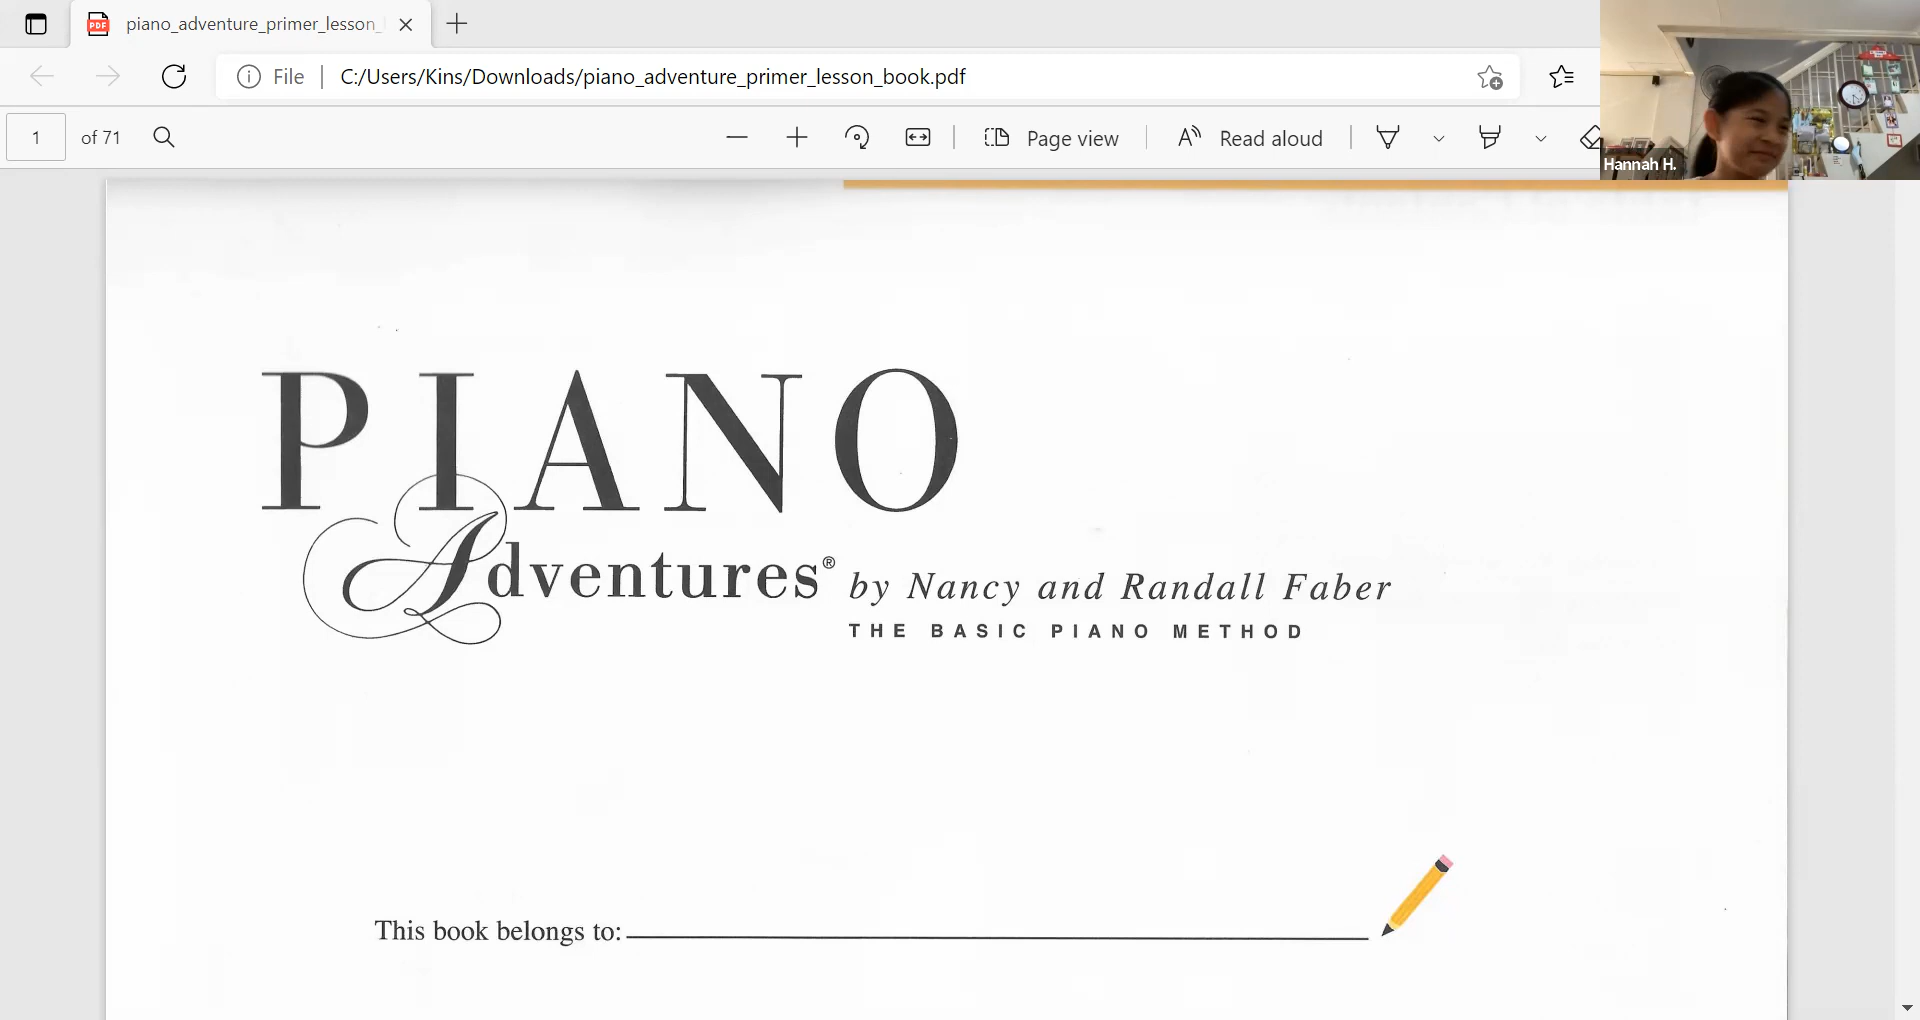 piano_adventure_primer_lesson_
File
C:/Users/Kins/Downloads/piano_adventure_primer_lesson_book.pdf
1 of 71
Page view
Read aloud
Hannah H.
PIANO
Adventures® by Nancy and Randall Faber
THE BASIC PIANO METHOD
This book belongs to: